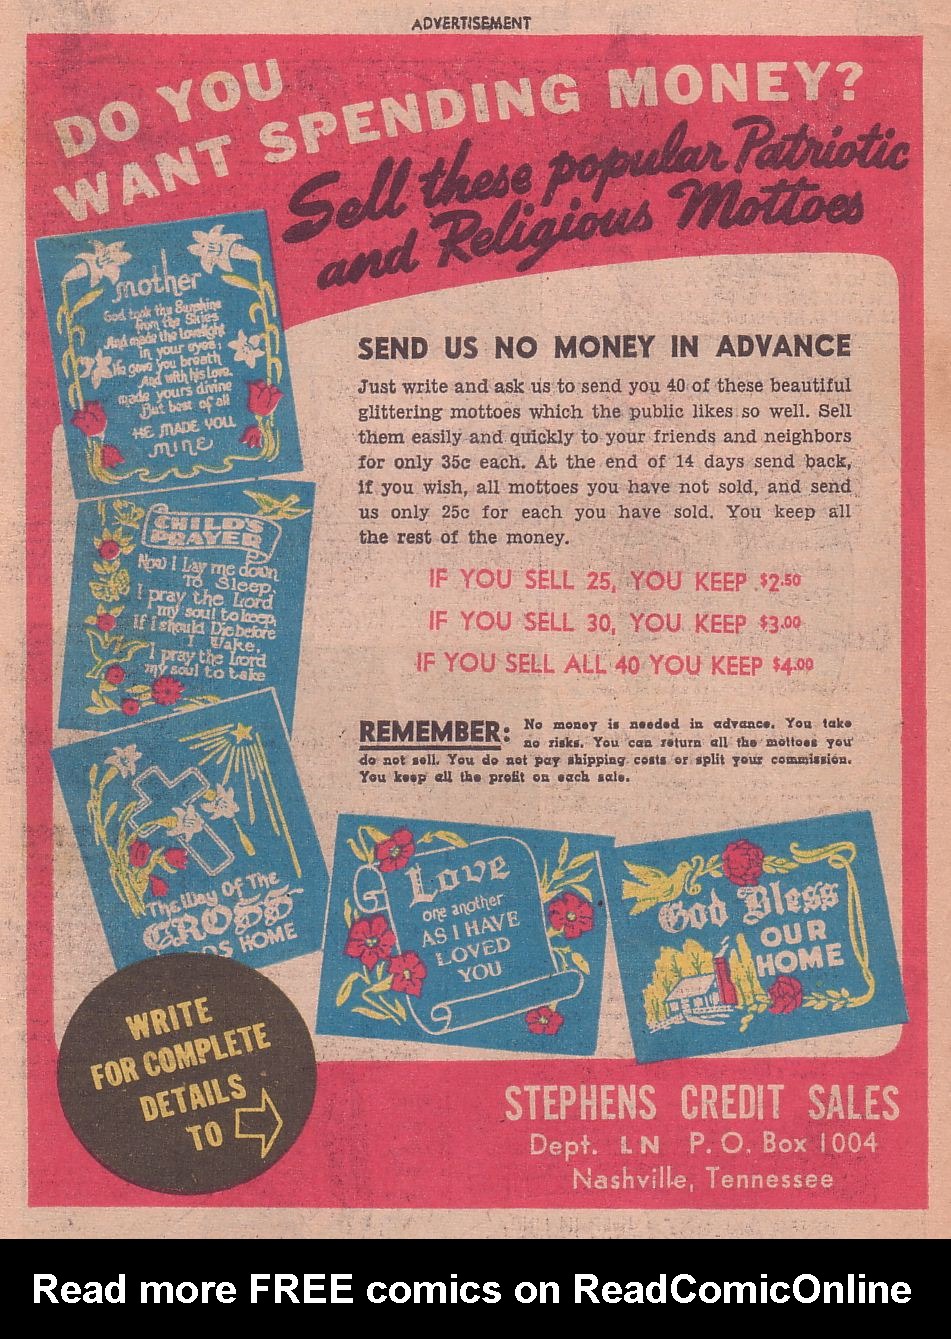 ADVERTISEMENT
DO YOU
WANT SPENDING MONEY?
Sell these popular Patriotic
and Religious Mottoes
mother
God took the Sunshine
from the Skies
And made the Lovelight
in your eyes;
He gave you breath
And with his Love.
made yours divine
But best of all
HE MADE YOU
MINE
SEND US NO MONEY IN ADVANCE
Just write and ask us to send you 40 of these beautiful
glittering mottoes which the public likes so well. Sell
them easily and quickly to your friends and neighbors
for only 35c each. At the end of 14 days send back,
if you wish, all mottoes you have not sold, and send
us only 25c for each you have sold. You keep all
the rest of the money.
CHILD'S
PRAYER
Now I Lay me down
To Sleep.
I pray the Lord
my soul to keep,
If I should Die before
I Wake,
I pray the Lord
my soul to take
IF YOU SELL 25, YOU KEEP $2.50
IF YOU SELL 30, YOU KEEP $3.00
IF YOU SELL ALL 40 YOU KEEP $4.00
REMEMBER: No money is needed in advance. You take
no risks. You can return all the mottoes you
do not sell. You do not pay shipping costs or split your commission.
You keep all the profit on each sale.
The Way Of The
CROSS
HOME
Love
one another
AS I HAVE
LOVED
YOU
God Bless
OUR
HOME
WRITE
FOR COMPLETE
DETAILS
TO
STEPHENS CREDIT SALES
Dept. LN P. O. Box 1004
Nashville, Tennessee
Read more FREE comics on ReadComicOnline